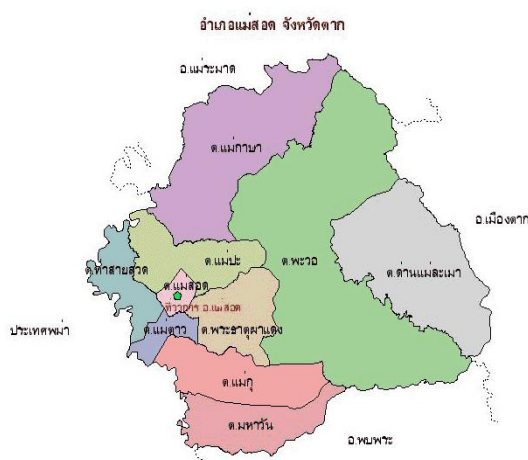 อำเภอแม่สอด จังหวัดตาก
อ.แม่ระมาด
ต.แม่กาษา
อ.เมืองตาก
ต.แม่ปะ
ต.พะวอ
ต.ท่าสายลวด
ต.ด่านแม่ละเมา
ต.แม่สอด
ที่ว่าการ อ.แม่สอด
ประเทศพม่า
ต.แม่ตาว
ต.พระธาตุผาแดง
ต.แม่กุ
ต.มหาวัน
อ.พบพระ